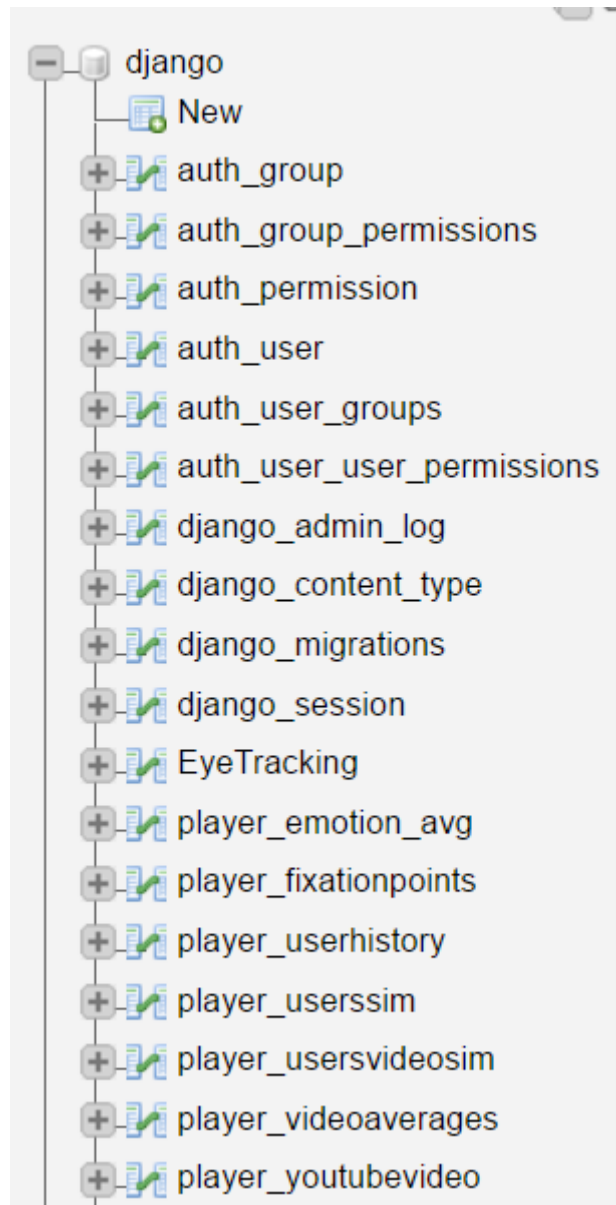 django
New
auth_group
auth_group_permissions
auth_permission
auth_user
auth_user_groups
auth_user_user_permissions
django_admin_log
django_content_type
django_migrations
django_session
EyeTracking
player_emotion_avg
player_fixationpoints
player_userhistory
player_userssim
player_usersvideosim
player_videoaverages
player_youtubevideo